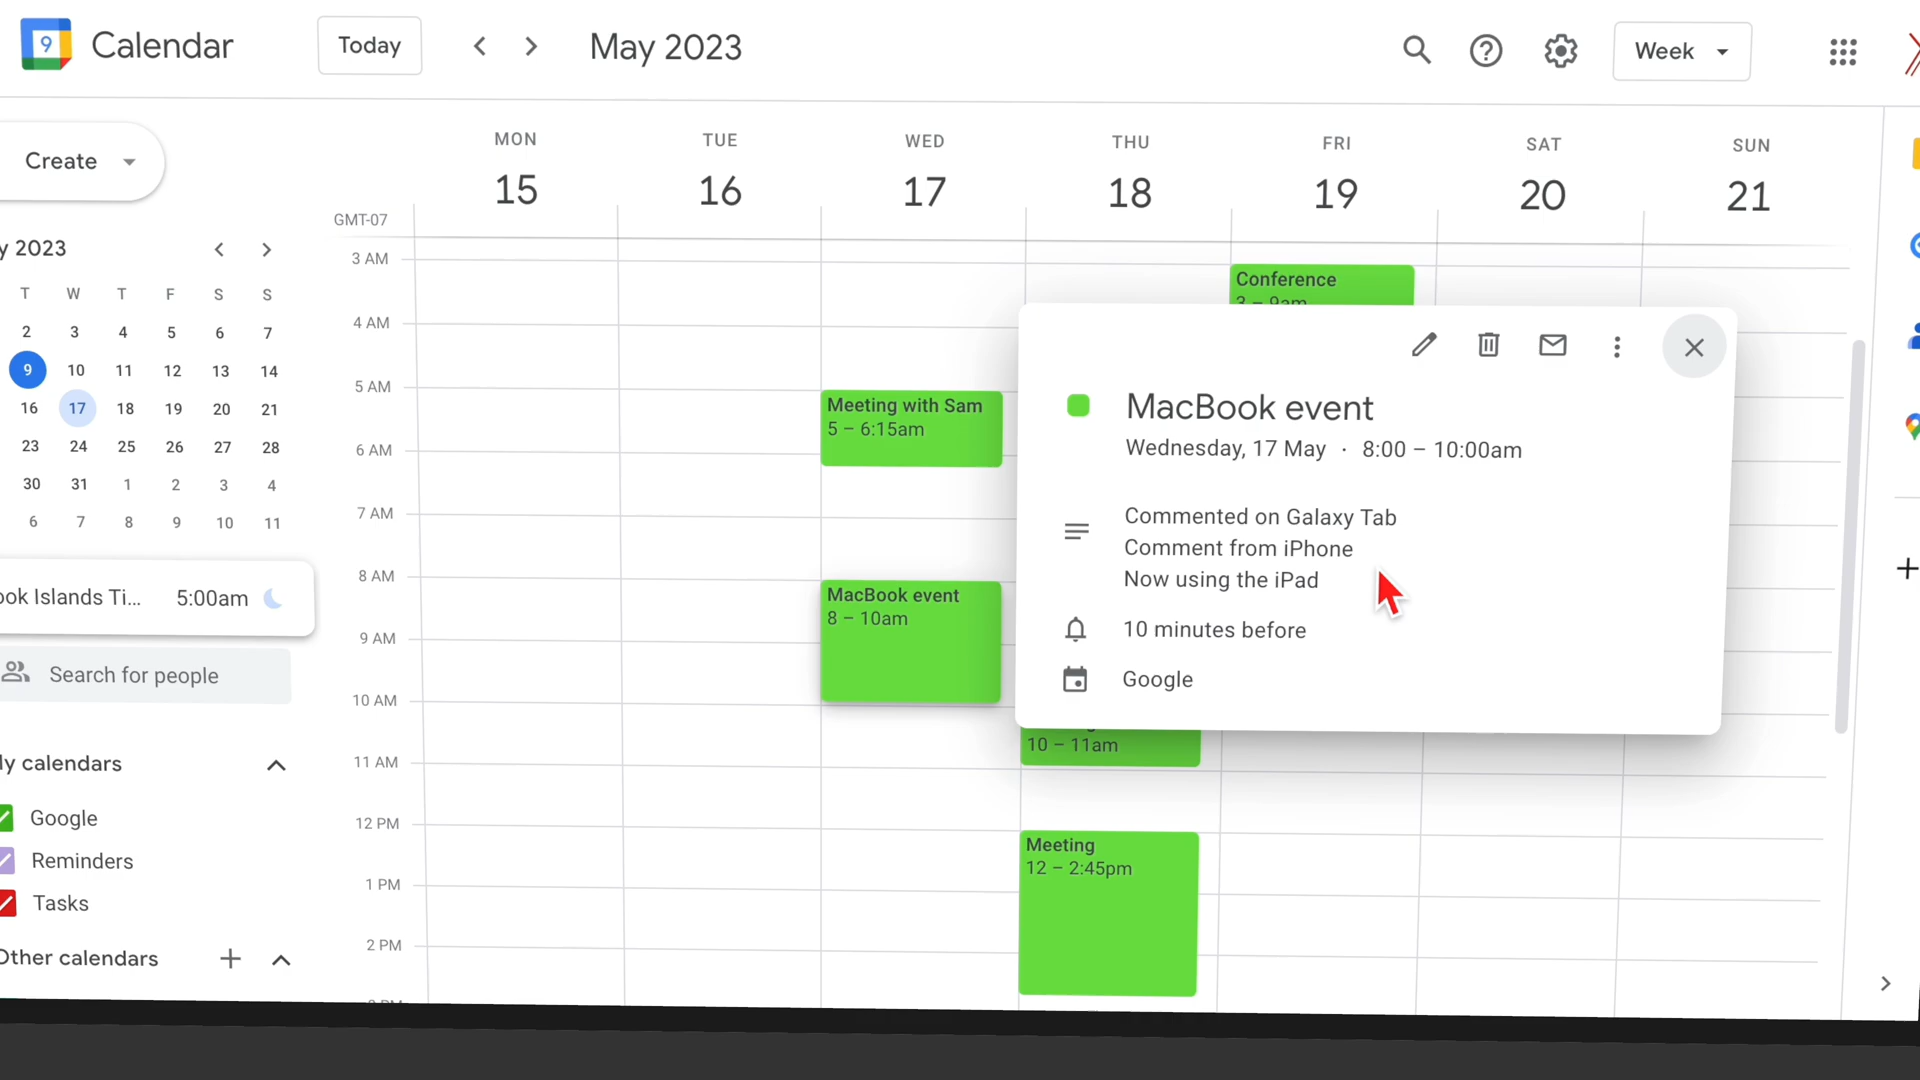 9
Calendar
Today
May 2023
Week
Create
MON
TUE
WED
THU
FRI
SAT
SUN
15
16
17
18
19
20
21
GMT-07
3 AM
4 AM
5 AM
6 AM
7 AM
8 AM
9 AM
10 AM
11 AM
12 PM
1 PM
2 PM
y 2023
T W T F S S
2 3 4 5 6 7
9 10 11 12 13 14
16 17 18 19 20 21
23 24 25 26 27 28
30 31 1 2 3 4
6 7 8 9 10 11
ook Islands Ti... 5:00am
Search for people
y calendars
Google
Reminders
Tasks
Other calendars
Meeting with Sam
5 – 6:15am
MacBook event
8 – 10am
Conference
3 – 9am
MacBook event
Wednesday, 17 May · 8:00 – 10:00am
Commented on Galaxy Tab
Comment from iPhone
Now using the iPad
10 minutes before
Google
10 – 11am
Meeting
12 – 2:45pm